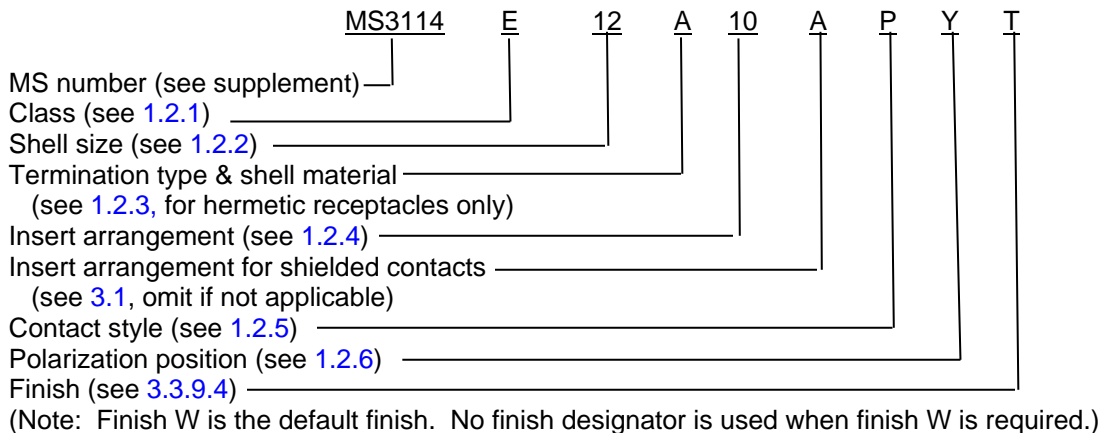 MS3114 E 12 A 10 A P Y T
MS number (see supplement)
Class (see 1.2.1)
Shell size (see 1.2.2)
Termination type & shell material
(see 1.2.3, for hermetic receptacles only)
Insert arrangement (see 1.2.4)
Insert arrangement for shielded contacts
(see 3.1, omit if not applicable)
Contact style (see 1.2.5)
Polarization position (see 1.2.6)
Finish (see 3.3.9.4)
(Note: Finish W is the default finish. No finish designator is used when finish W is required.)